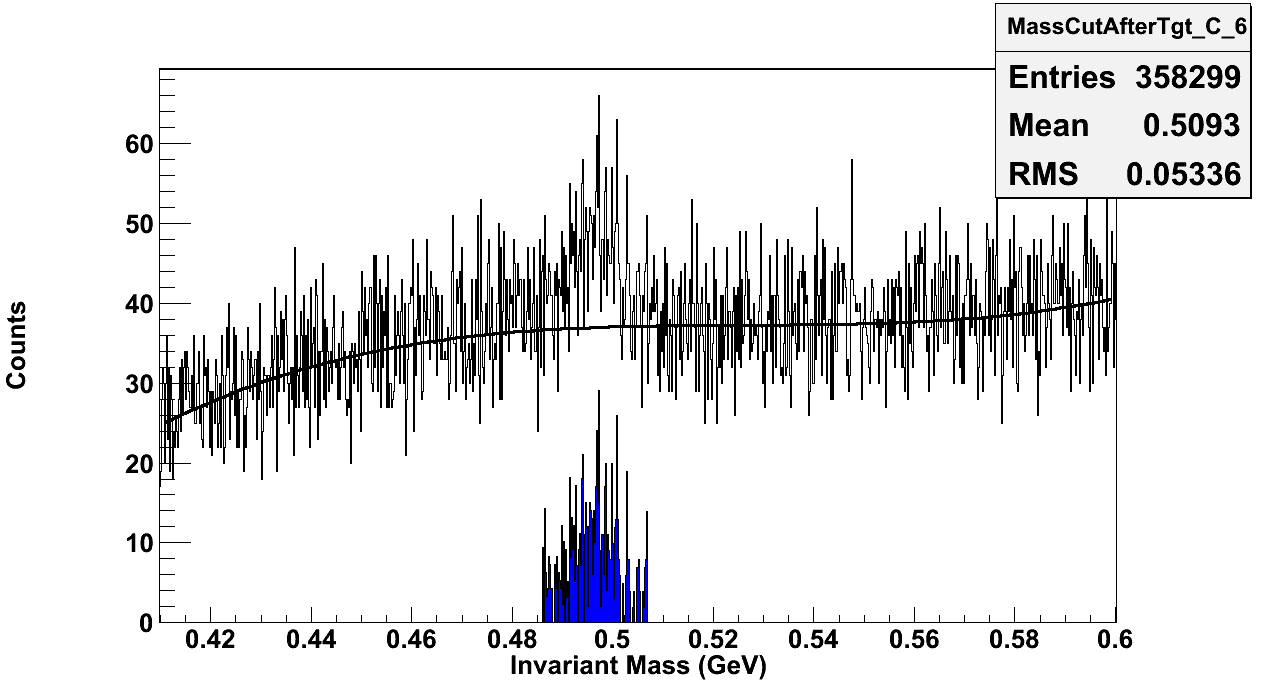 MassCutAfterTgt_C_6
Entries 358299
Mean 0.5093
RMS 0.05336
Counts
60
50
40
30
20
10
0
0.42 0.44 0.46 0.48 0.5 0.52 0.54 0.56 0.58 0.6
Invariant Mass (GeV)